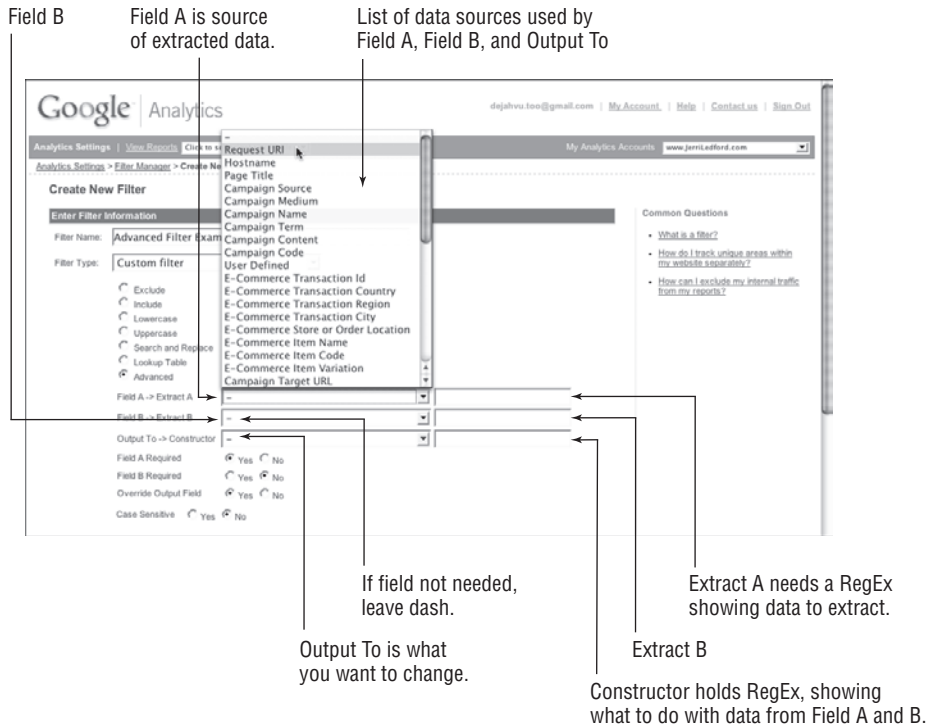 Field B
Field A is source
of extracted data.
List of data sources used by
Field A, Field B, and Output To
Google Analytics
dejahvu.too@gmail.com | My Account | Help | Contact us | Sign Out
Analytics Settings | View Reports
My Analytics Accounts www.jerriLedford.com
Analytics Settings > Filter Manager > Create Ne
Create New Filter
Enter Filter Information
Filter Name: Advanced Filter Exam
Filter Type: Custom filter
Exclude
Include
Lowercase
Uppercase
Search and Replace
Lookup Table
Advanced
–
Request URI
Hostname
Page Title
Campaign Source
Campaign Medium
Campaign Name
Campaign Term
Campaign Content
Campaign Code
User Defined
E-Commerce Transaction Id
E-Commerce Transaction Country
E-Commerce Transaction Region
E-Commerce Transaction City
E-Commerce Store or Order Location
E-Commerce Item Name
E-Commerce Item Code
E-Commerce Item Variation
Campaign Target URL
Common Questions
What is a filter?
How do I track unique areas within
my website separately?
How can I exclude my internal traffic
from my reports?
Field A -> Extract A –
Field B -> Extract B –
Output To -> Constructor –
Field A Required Yes No
Field B Required Yes No
Override Output Field Yes No
Case Sensitive Yes No
If field not needed,
leave dash.
Extract A needs a RegEx
showing data to extract.
Output To is what
you want to change.
Extract B
Constructor holds RegEx, showing
what to do with data from Field A and B.